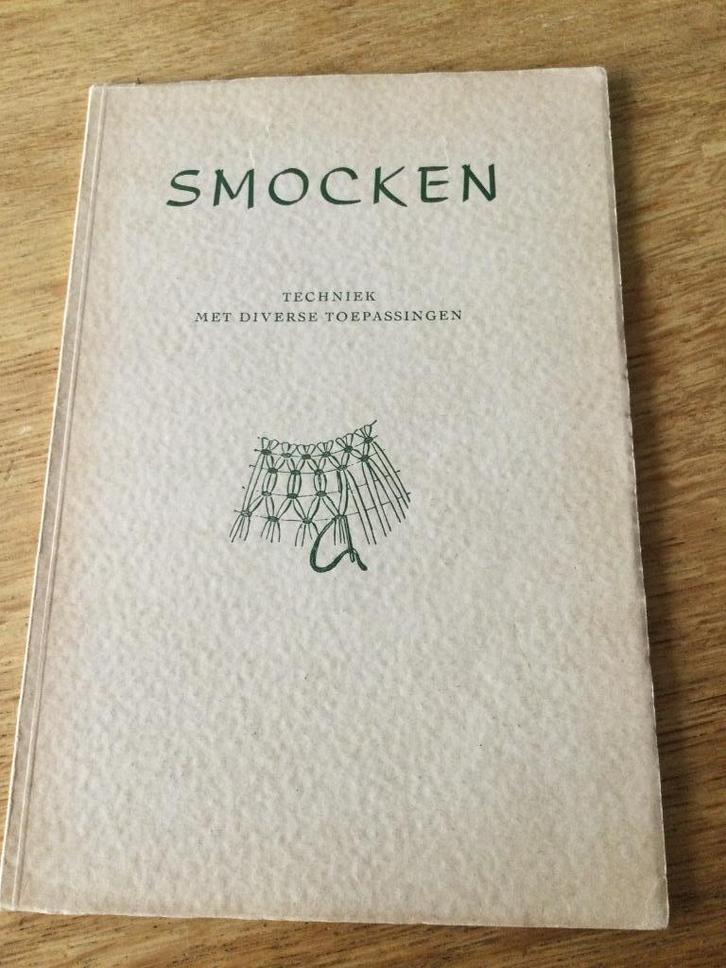 SMOCKEN
TECHNIEK
MET DIVERSE TOEPASSINGEN